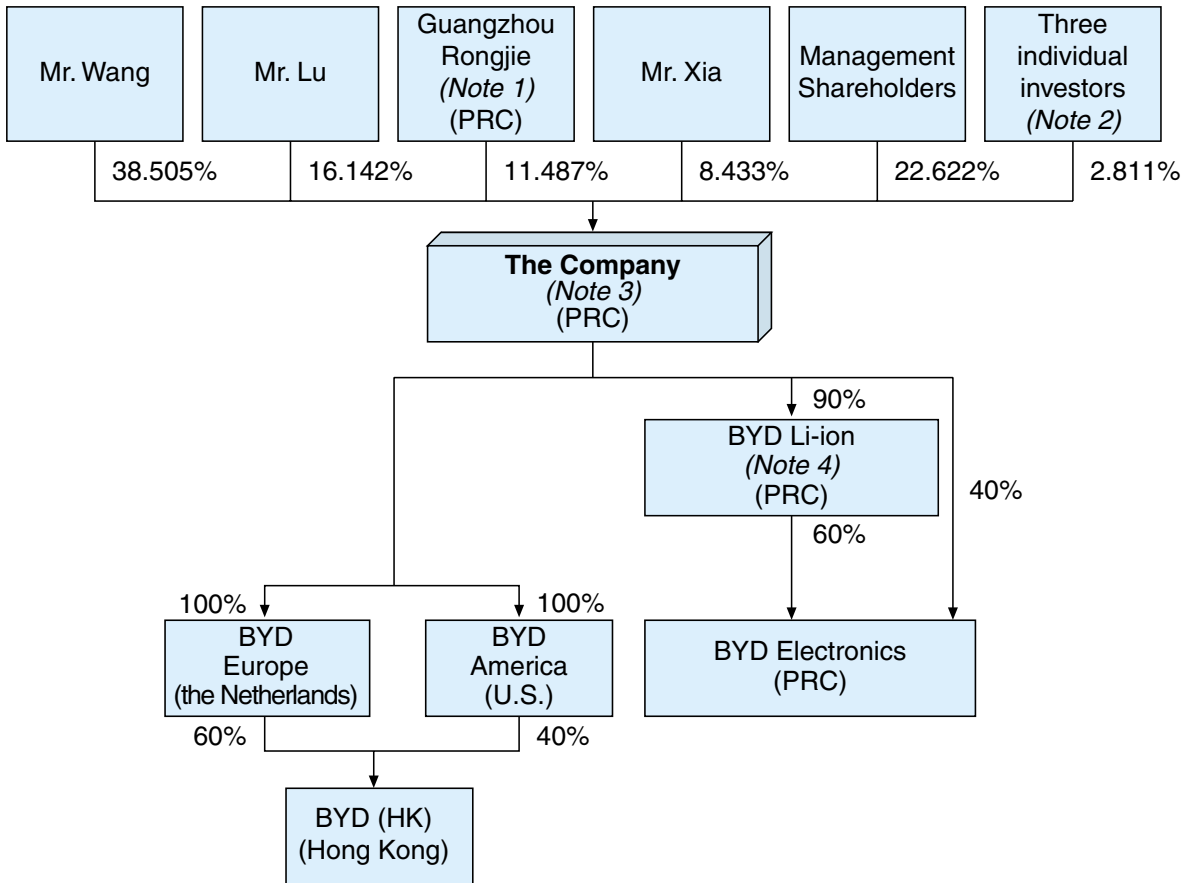 Mr. Wang
Mr. Lu
Guangzhou
Rongjie
(Note 1)
(PRC)
Mr. Xia
Management
Shareholders
Three
individual
investors
(Note 2)
38.505%
16.142%
11.487%
8.433%
22.622%
2.811%
The Company
(Note 3)
(PRC)
90%
BYD Li-ion
(Note 4)
(PRC)
40%
60%
100%
100%
BYD
Europe
(the Netherlands)
BYD
America
(U.S.)
BYD Electronics
(PRC)
60%
40%
BYD (HK)
(Hong Kong)